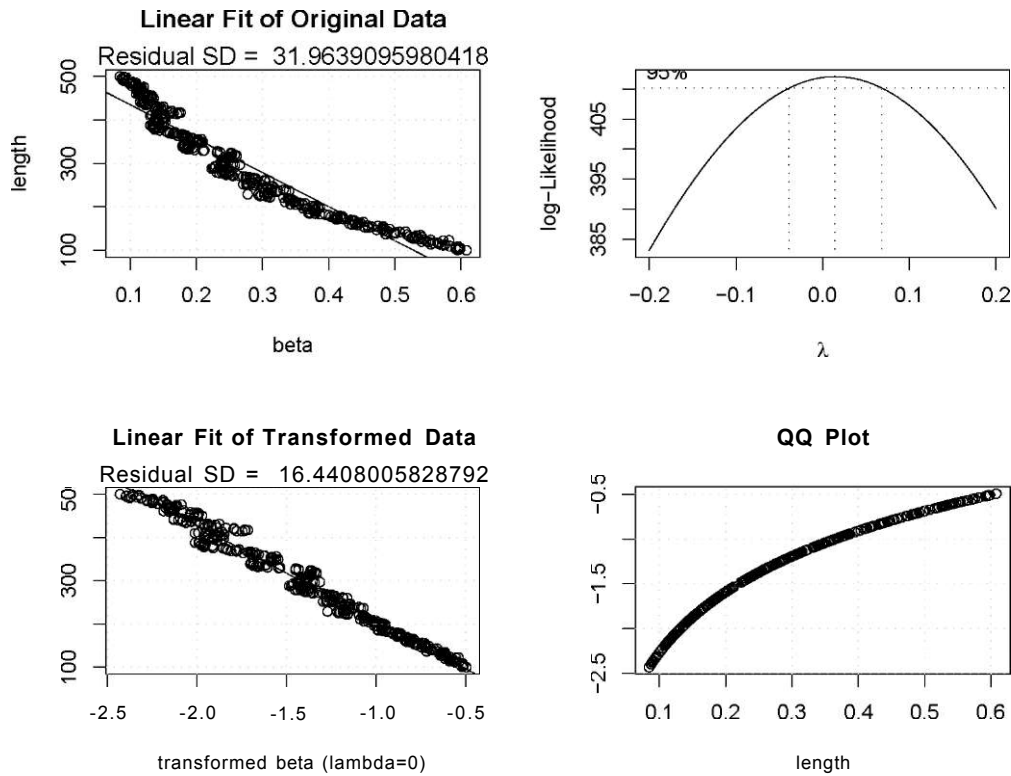 Linear Fit of Original Data
Residual SD = 31.9639095980418
length
500
300
100
0.1 0.2 0.3 0.4 0.5 0.6
beta
95%
log−Likelihood
405
395
385
−0.2 −0.1 0.0 0.1 0.2
λ
Linear Fit of Transformed Data
Residual SD = 16.4408005828792
500
300
100
-2.5 -2.0 -1.5 -1.0 -0.5
transformed beta (lambda=0)
QQ Plot
−0.5
−1.5
−2.5
0.1 0.2 0.3 0.4 0.5 0.6
length